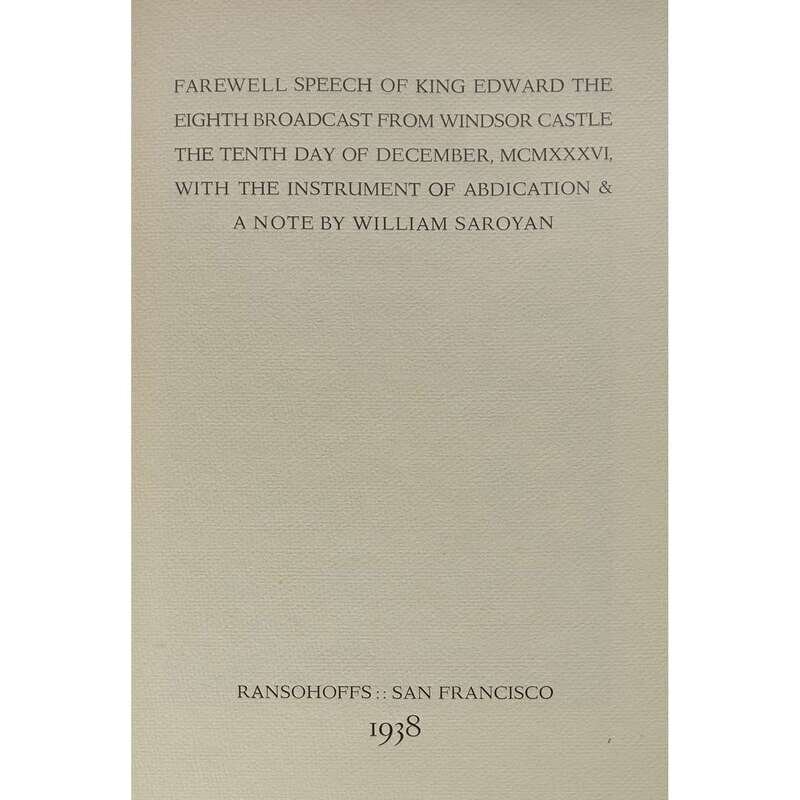 FAREWELL SPEECH OF KING EDWARD THE
EIGHTH BROADCAST FROM WINDSOR CASTLE
THE TENTH DAY OF DECEMBER, MCMXXXVI,
WITH THE INSTRUMENT OF ABDICATION &
A NOTE BY WILLIAM SAROYAN
RANSOHOFFS :: SAN FRANCISCO
1938